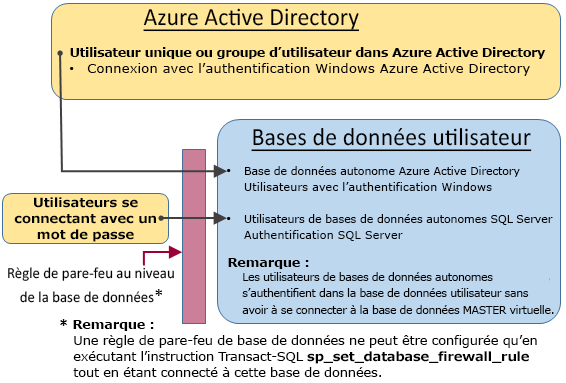 Azure Active Directory
Utilisateur unique ou groupe d'utilisateur dans Azure Active Directory
• Connexion avec l'authentification Windows Azure Active Directory
Bases de données utilisateur
• Base de données autonome Azure Active Directory
Utilisateurs avec l'authentification Windows
Utilisateurs se
connectant avec un
mot de passe
• Utilisateurs de bases de données autonomes SQL Server
Authentification SQL Server
Règle de pare-feu au niveau
de la base de données*
Remarque :
Les utilisateurs de bases de données autonomes
s'authentifient dans la base de données utilisateur sans
avoir à se connecter à la base de données MASTER virtuelle.
* Remarque :
Une règle de pare-feu de base de données ne peut être configurée qu'en
exécutant l'instruction Transact-SQL sp_set_database_firewall_rule
tout en étant connecté à cette base de données.